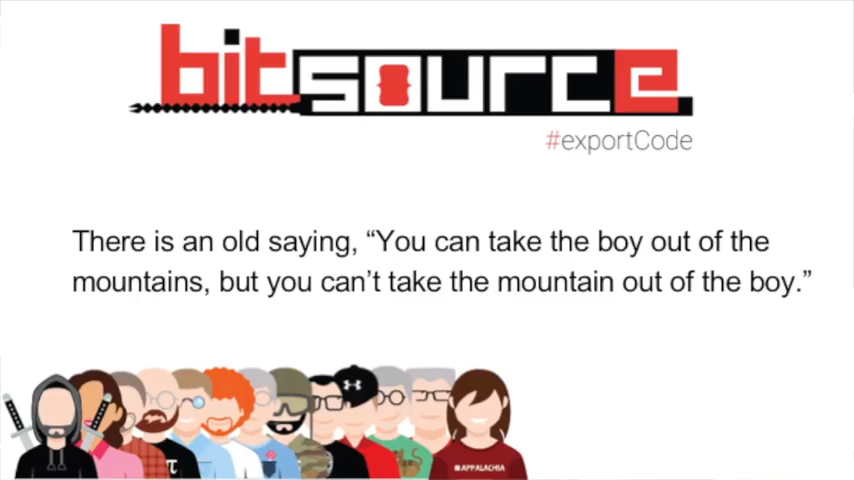 bitsource
#exportCode
There is an old saying, “You can take the boy out of the
mountains, but you can’t take the mountain out of the boy.”
π
@APPALACHIA